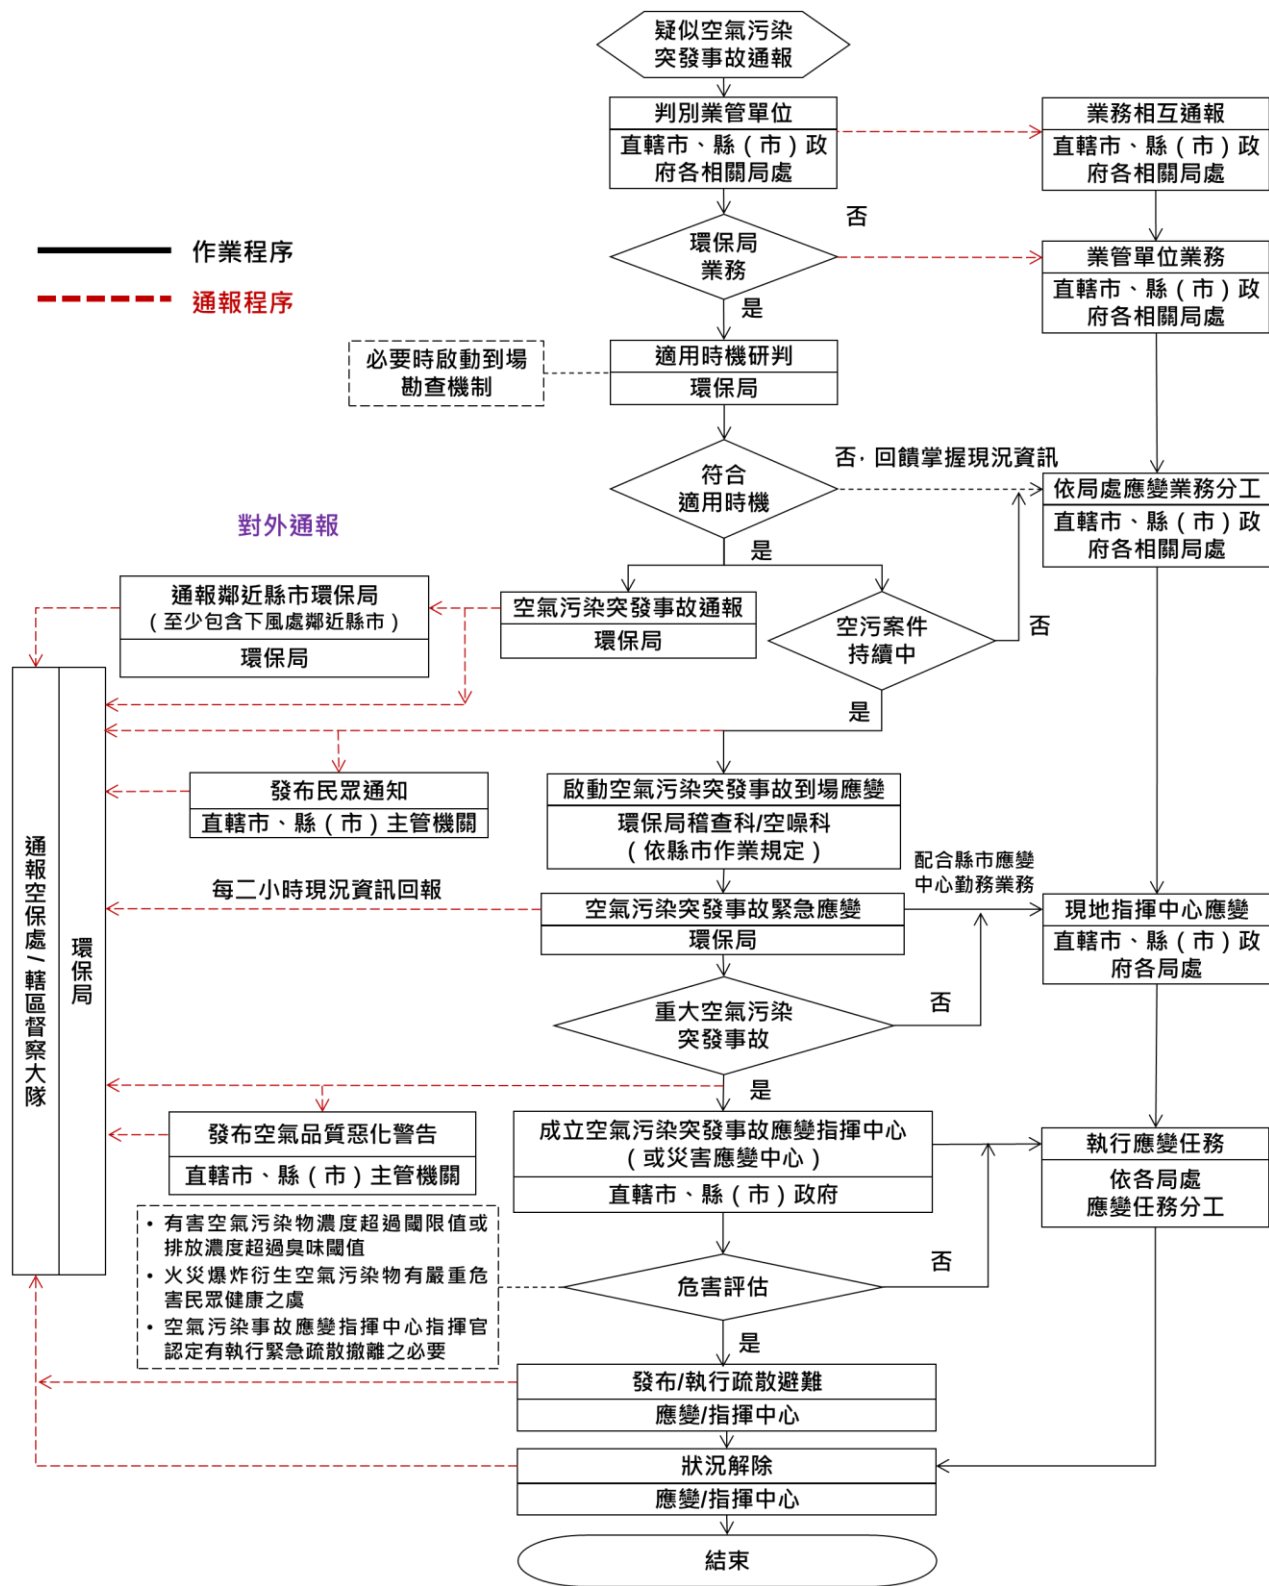 疑似空氣污染
突發事故通報
判別業管單位
直轄市、縣（市）政
府各相關局處
業務相互通報
直轄市、縣（市）政
府各相關局處
作業程序
通報程序
環保局
業務
否
是
業管單位業務
直轄市、縣（市）政
府各相關局處
必要時啟動到場
勘查機制
適用時機研判
環保局
符合
適用時機
否，回饋掌握現況資訊
是
依局處應變業務分工
直轄市、縣（市）政
府各相關局處
對外通報
通報鄰近縣市環保局
（至少包含下風處鄰近縣市）
環保局
空氣污染突發事故通報
環保局
空污案件
持續中
否
是
通報空保處/轄區督察大隊
環保局
發布民眾通知
直轄市、縣（市）主管機關
啟動空氣污染突發事故到場應變
環保局稽查科/空噪科
（依縣市作業規定）
每二小時現況資訊回報
空氣污染突發事故緊急應變
環保局
配合縣市應變
中心勤務業務
現地指揮中心應變
直轄市、縣（市）政
府各局處
重大空氣污染
突發事故
否
是
發布空氣品質惡化警告
直轄市、縣（市）主管機關
成立空氣污染突發事故應變指揮中心
（或災害應變中心）
直轄市、縣（市）政府
執行應變任務
依各局處
應變任務分工
• 有害空氣污染物濃度超過閾限值或
排放濃度超過臭味閾值
• 火災爆炸衍生空氣污染物有嚴重危
害民眾健康之虞
• 空氣污染事故應變指揮中心指揮官
認定有執行緊急疏散撤離之必要
危害評估
否
是
發布/執行疏散避難
應變/指揮中心
狀況解除
應變/指揮中心
結束